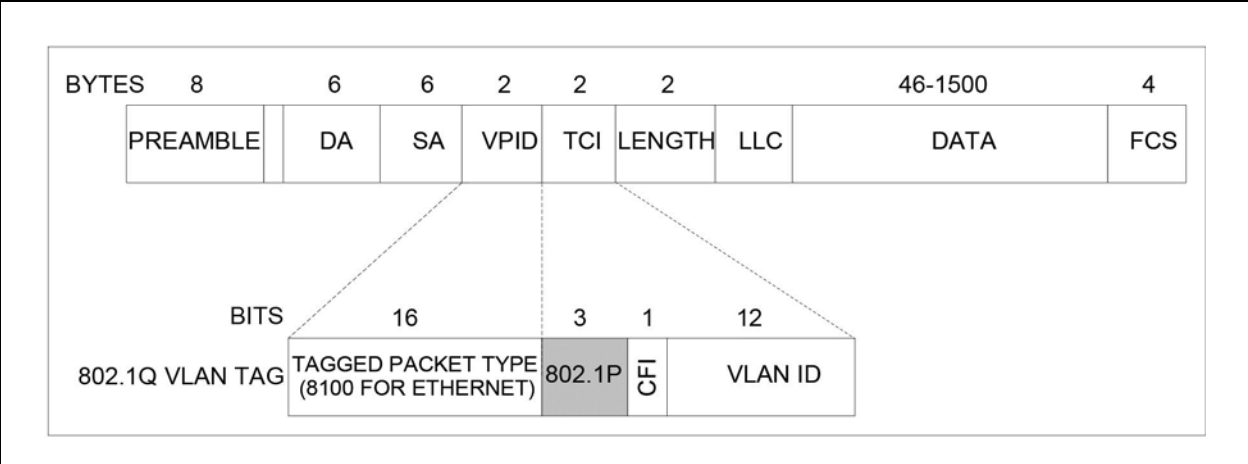 BYTES 8 6 6 2 2 2 46-1500 4
PREAMBLE DA SA VPID TCI LENGTH LLC DATA FCS
BITS 16 3 1 12
802.1Q VLAN TAG TAGGED PACKET TYPE (8100 FOR ETHERNET) 802.1P CFI VLAN ID